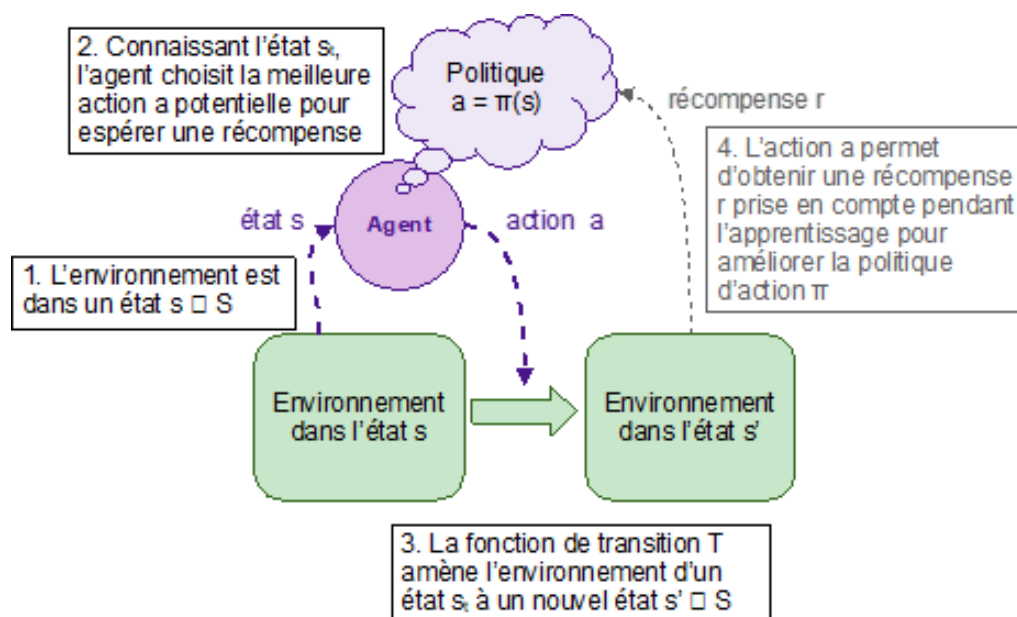 2. Connaissant l'état sₜ,
l'agent choisit la meilleure
action a potentielle pour
espérer une récompense
Politique
a = π(s)
récompense r
4. L'action a permet
d'obtenir une récompense
r prise en compte pendant
l'apprentissage pour
améliorer la politique
d'action π
état s
Agent
action a
1. L'environnement est
dans un état s □ S
Environnement
dans l'état s
Environnement
dans l'état s'
3. La fonction de transition T
amène l'environnement d'un
état sₜ à un nouvel état s' □ S